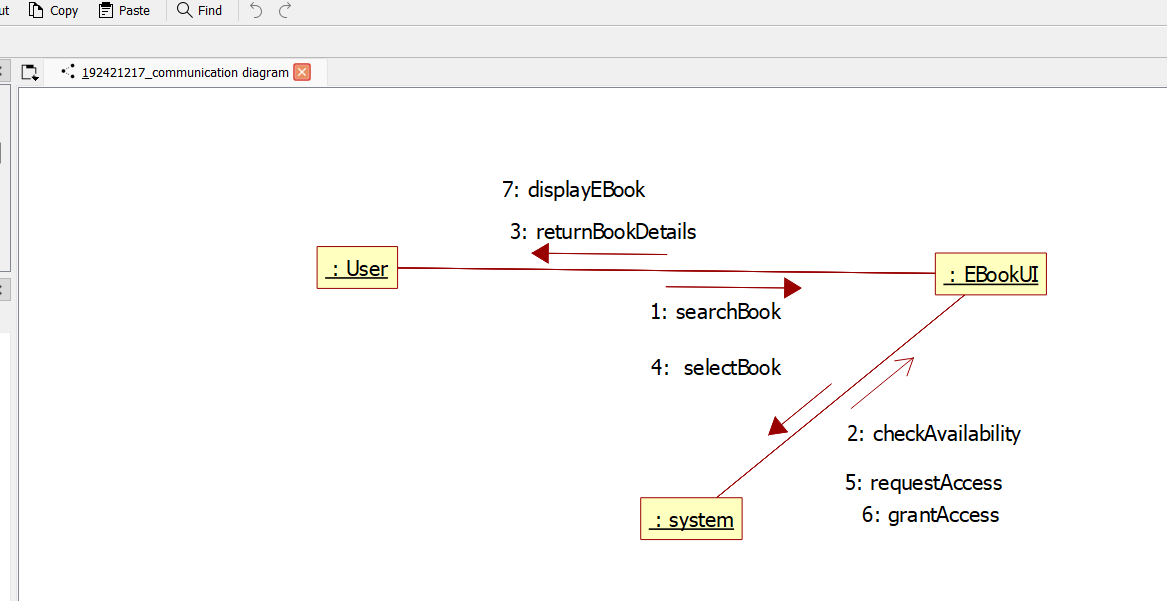 Copy Paste Find
192421217_communication diagram
7: displayEBook
3: returnBookDetails
: User
: EBookUI
1: searchBook
4: selectBook
2: checkAvailability
5: requestAccess
6: grantAccess
: system